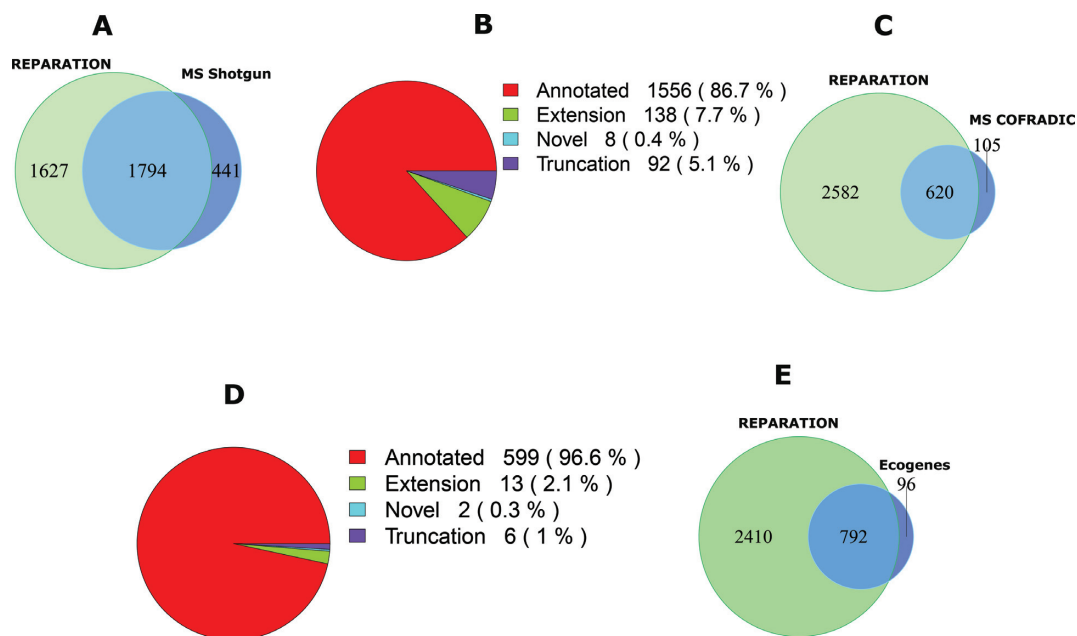 A
REPARATION
MS Shotgun
1627
1794
441
B
Annotated 1556 ( 86.7 % )
Extension 138 ( 7.7 % )
Novel 8 ( 0.4 % )
Truncation 92 ( 5.1 % )
C
REPARATION
MS COFRADIC
105
2582
620
D
Annotated 599 ( 96.6 % )
Extension 13 ( 2.1 % )
Novel 2 ( 0.3 % )
Truncation 6 ( 1 % )
E
REPARATION
Ecogenes
96
2410
792